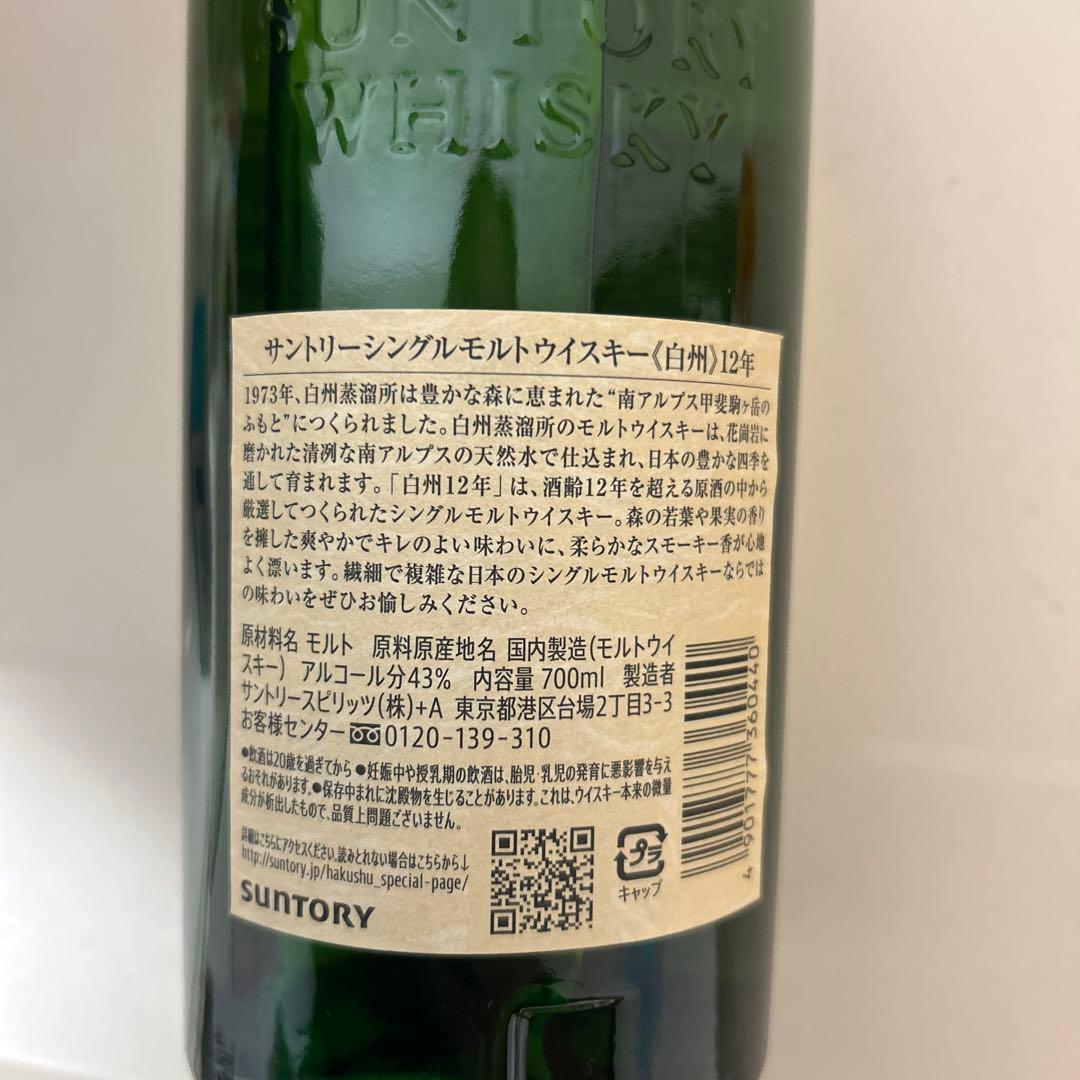 SUNTORY
WHISKY
サントリーシングルモルトウイスキー《白州》12年
1973年、白州蒸溜所は豊かな森に恵まれた“南アルプス甲斐駒ヶ岳の
ふもと”につくられました。白州蒸溜所のモルトウイスキーは、花崗岩に
磨かれた清冽な南アルプスの天然水で仕込まれ、日本の豊かな四季を
通して育まれます。「白州12年」は、酒齢12年を超える原酒の中から
厳選してつくられたシングルモルトウイスキー。森の若葉や果実の香り
を擁した爽やかでキレのよい味わいに、柔らかなスモーキー香が心地
よく漂います。繊細で複雑な日本のシングルモルトウイスキーならでは
の味わいをぜひお愉しみください。
原材料名 モルト 原料原産地名 国内製造(モルトウイ
スキー) アルコール分43% 内容量 700ml 製造者
サントリースピリッツ(株)+A 東京都港区台場2丁目3-3
お客様センター 0120-139-310
●飲酒は20歳を過ぎてから ●妊娠中や授乳期の飲酒は、胎児・乳児の発育に悪影響を与え
るおそれがあります。●保存中まれに沈殿物を生じることがあります。これは、ウイスキー本来の微量
成分が析出したもので、品質上問題ございません。
詳細はこちらにアクセスください。読みとれない場合はこちらから↓
http://suntory.jp/hakushu_special-page/
SUNTORY
プラ
キャップ
4 901777 360440